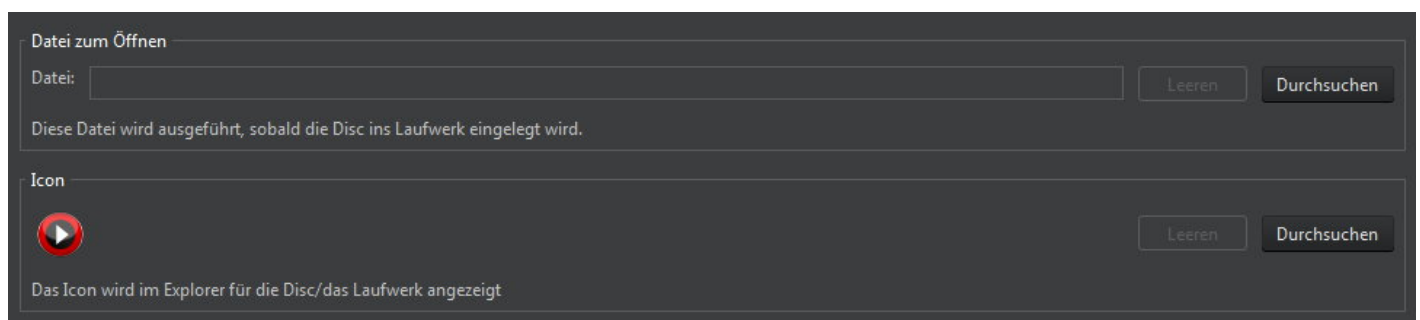 Datei zum Öffnen
Datei: Leeren Durchsuchen
Diese Datei wird ausgeführt, sobald die Disc ins Laufwerk eingelegt wird.
Icon
Leeren Durchsuchen
Das Icon wird im Explorer für die Disc/das Laufwerk angezeigt